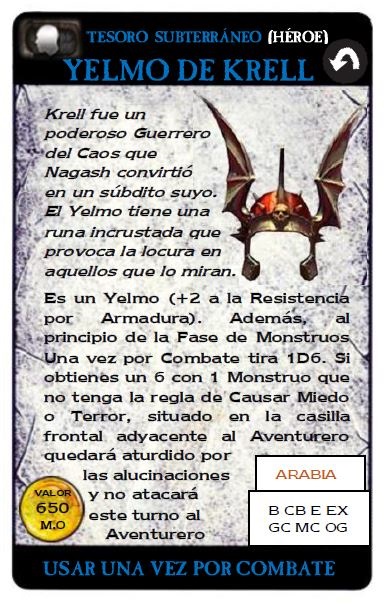 TESORO SUBTERRÁNEO (HÉROE)
YELMO DE KRELL
Krell fue un
poderoso Guerrero
del Caos que
Nagash convirtió
en un súbdito suyo.
El Yelmo tiene una
runa incrustada que
provoca la locura en
aquellos que lo miran.
Es un Yelmo (+2 a la Resistencia
por Armadura). Además, al
principio de la Fase de Monstruos
Una vez por Combate tira 1D6. Si
obtienes un 6 con 1 Monstruo que
no tenga la regla de Causar Miedo
o Terror, situado en la casilla
frontal adyacente al Aventurero
quedará aturdido por
las alucinaciones
y no atacará
este turno al
Aventurero
VALOR
650
M.O
ARABIA
B CB E EX
GC MC OG
USAR UNA VEZ POR COMBATE